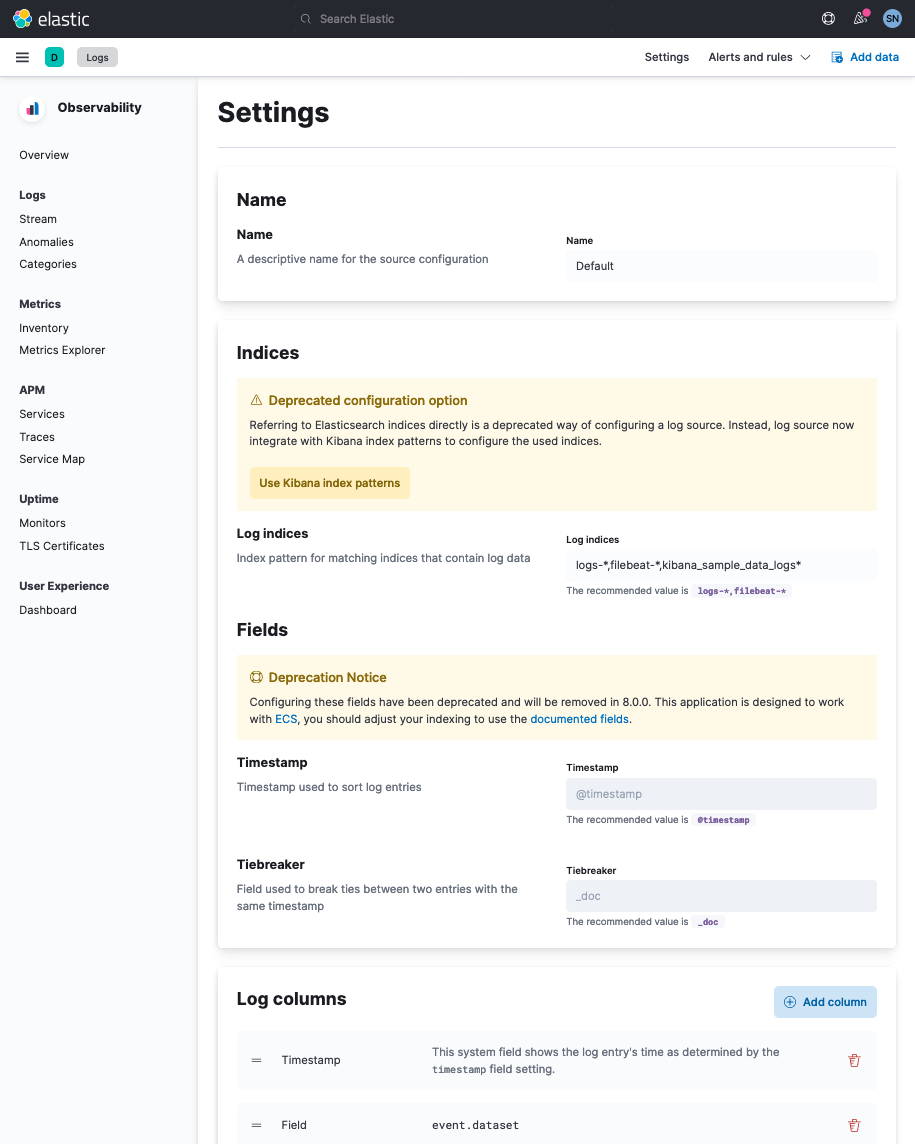 elastic
Search Elastic
SN
D
Logs
Settings
Alerts and rules
Add data
Observability
Overview
Logs
Stream
Anomalies
Categories
Metrics
Inventory
Metrics Explorer
APM
Services
Traces
Service Map
Uptime
Monitors
TLS Certificates
User Experience
Dashboard
Settings
Name
Name
A descriptive name for the source configuration
Name
Default
Indices
Deprecated configuration option
Referring to Elasticsearch indices directly is a deprecated way of configuring a log source. Instead, log source now
integrate with Kibana index patterns to configure the used indices.
Use Kibana index patterns
Log indices
Index pattern for matching indices that contain log data
Log indices
logs-*,filebeat-*,kibana_sample_data_logs*
The recommended value is logs-*,filebeat-*
Fields
Deprecation Notice
Configuring these fields have been deprecated and will be removed in 8.0.0. This application is designed to work
with ECS, you should adjust your indexing to use the documented fields.
Timestamp
Timestamp used to sort log entries
Timestamp
@timestamp
The recommended value is @timestamp
Tiebreaker
Field used to break ties between two entries with the
same timestamp
Tiebreaker
_doc
The recommended value is _doc
Log columns
Add column
Timestamp
This system field shows the log entry's time as determined by the
timestamp field setting.
Field
event.dataset